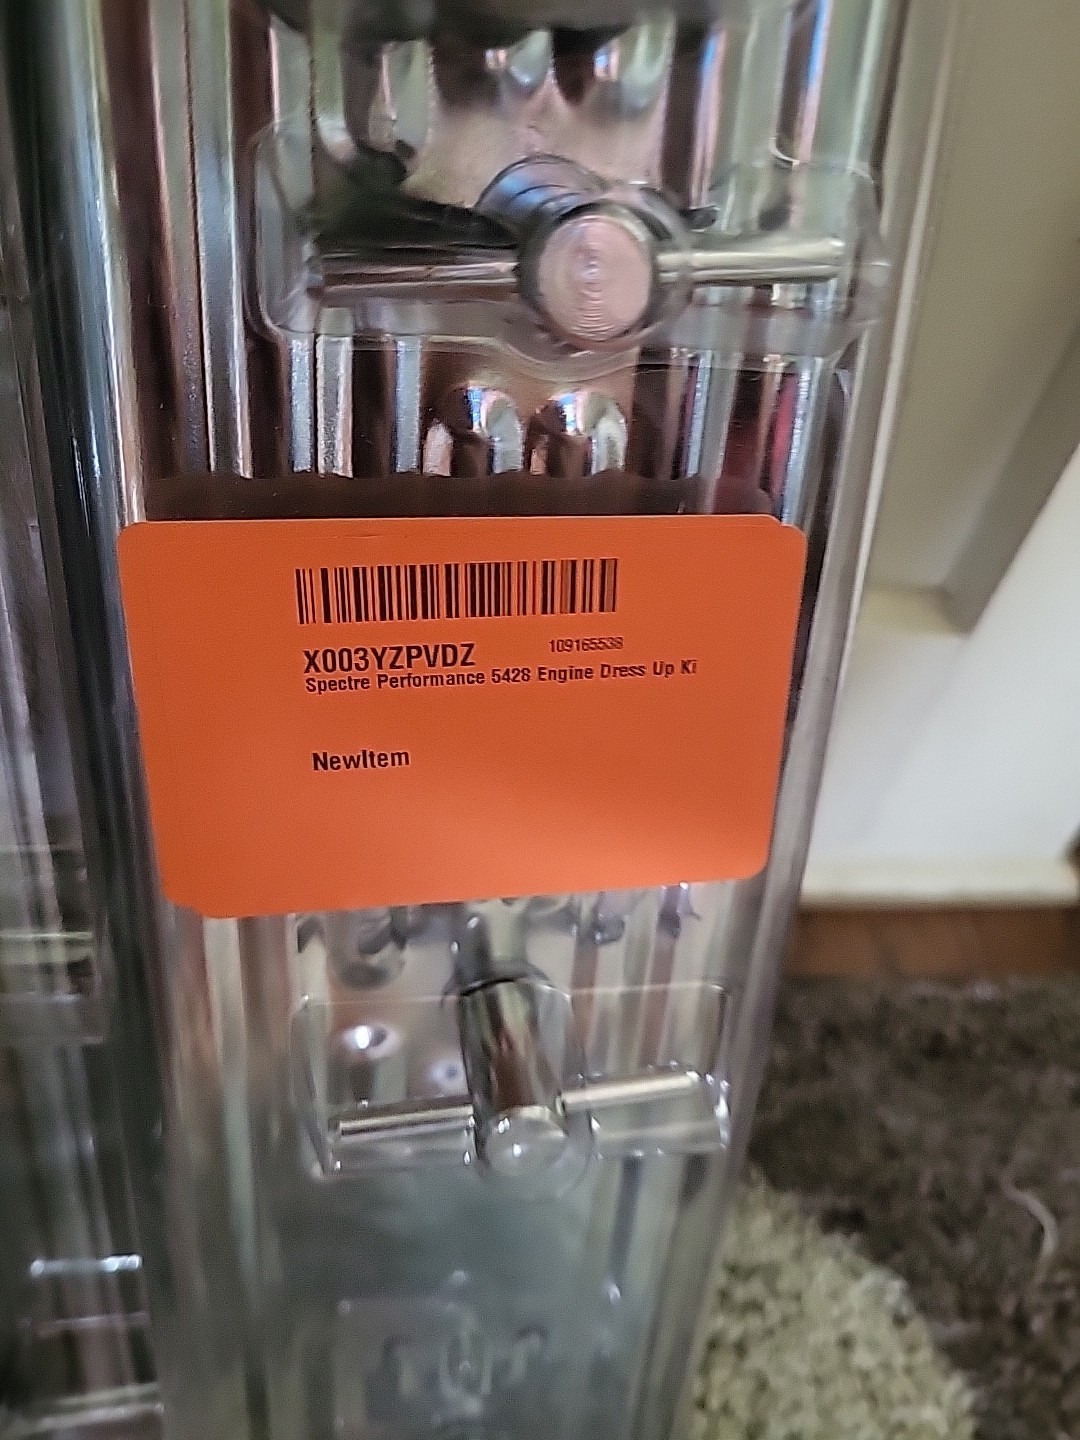 X003YZPVDZ
109165538
Spectre Performance 5428 Engine Dress Up Ki
NewItem